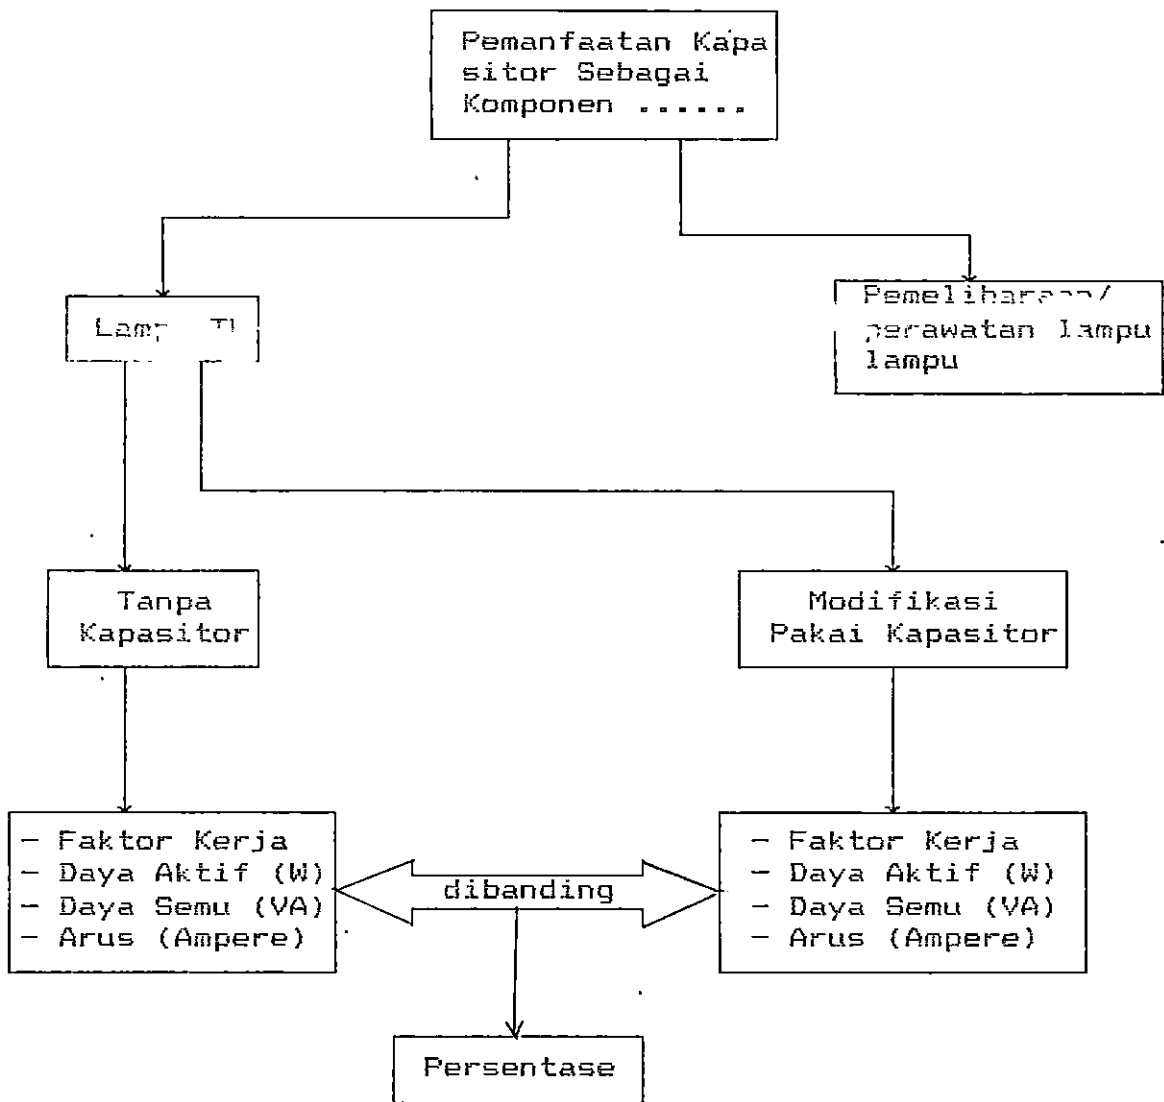 Pemanfaatan Kapa
sitor Sebagai
Komponen ......
Pemeliharaan/
perawatan lampu
lampu
Tanpa
Kapasitor
Modifikasi
Pakai Kapasitor
- Faktor Kerja
- Daya Aktif (W)
- Daya Semu (VA)
- Arus (Ampere)
dibanding
- Faktor Kerja
- Daya Aktif (W)
- Daya Semu (VA)
- Arus (Ampere)
Persentase